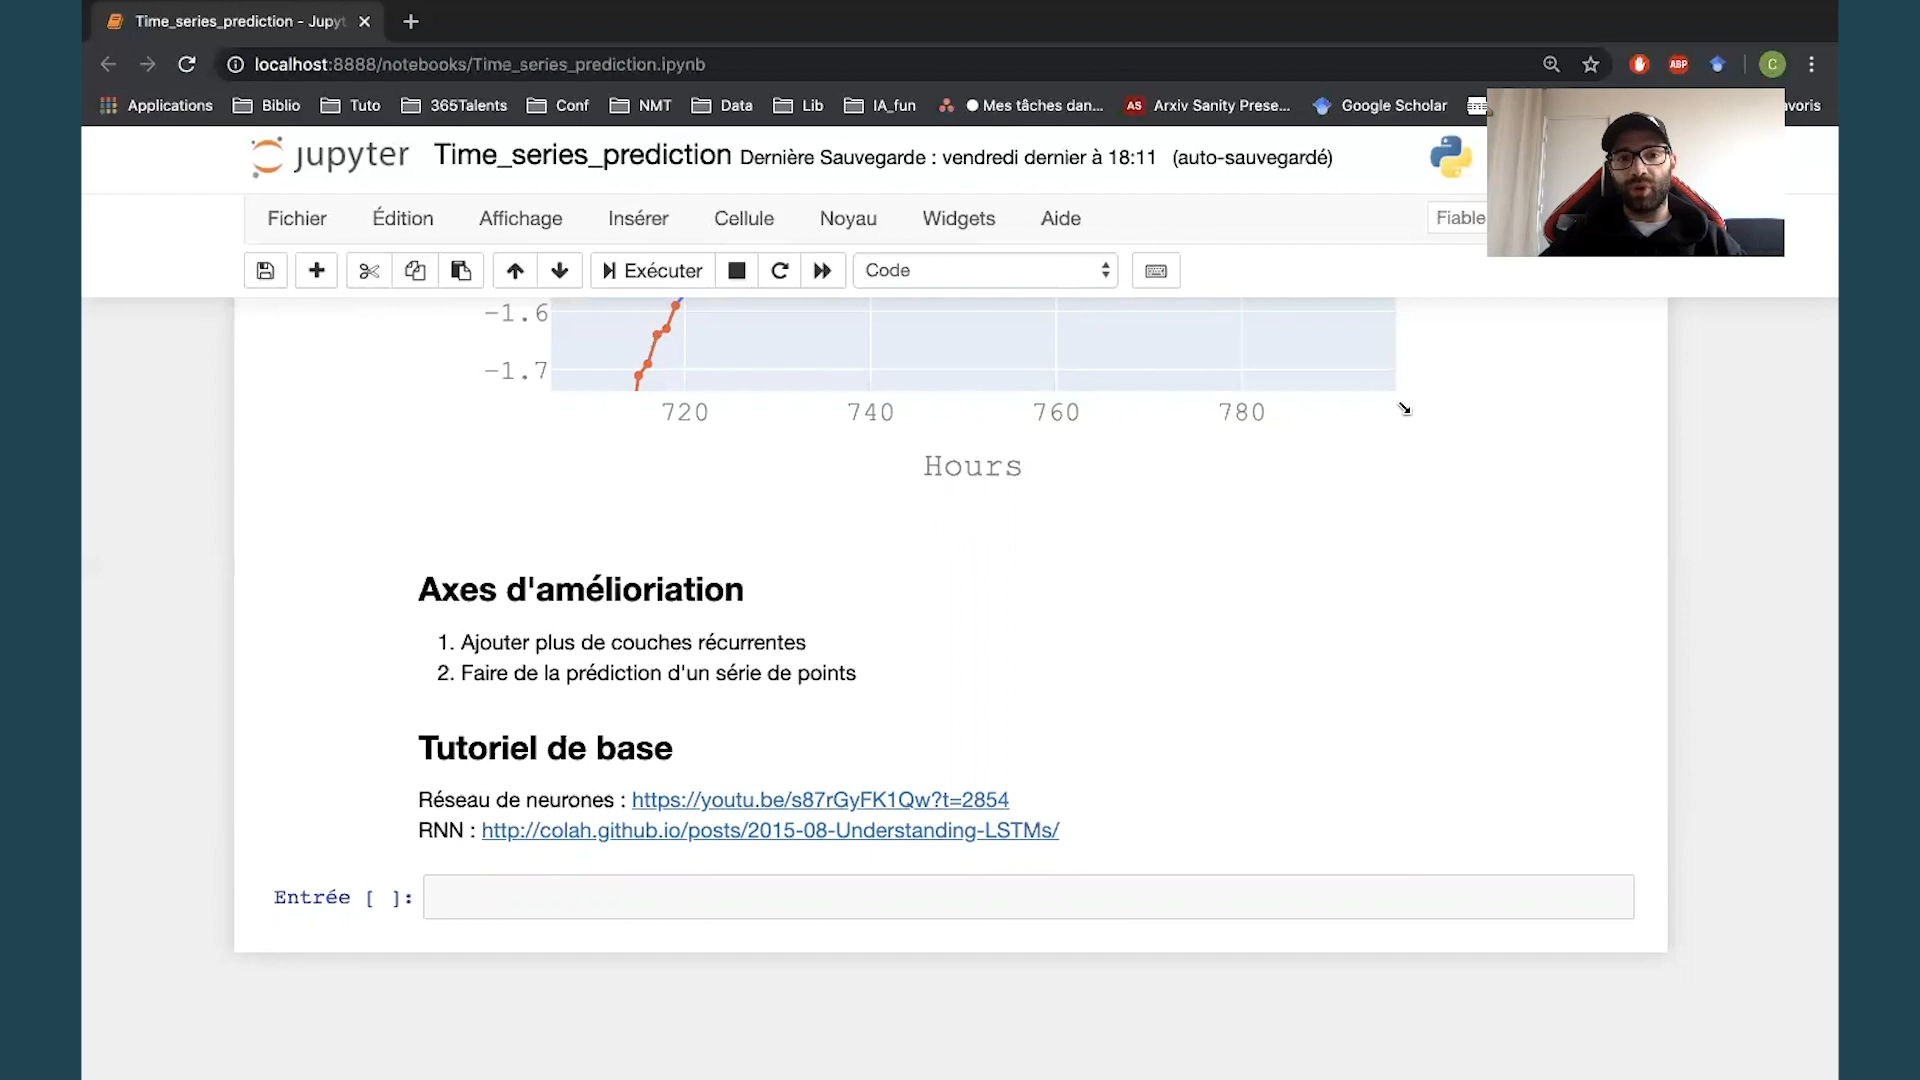 Time_series_prediction - Jupyt
localhost:8888/notebooks/Time_series_prediction.ipynb
ABP
C
Applications Biblio Tuto 365Talents Conf NMT Data Lib IA_fun Mes tâches dan... AS Arxiv Sanity Prese... Google Scholar avoris
jupyter Time_series_prediction Dernière Sauvegarde : vendredi dernier à 18:11 (auto-sauvegardé)
Fichier Édition Affichage Insérer Cellule Noyau Widgets Aide Fiable
Exécuter Code
−1.6
−1.7
720 740 760 780
Hours
Axes d'amélioriation
1. Ajouter plus de couches récurrentes
2. Faire de la prédiction d'un série de points
Tutoriel de base
Réseau de neurones : https://youtu.be/s87rGyFK1Qw?t=2854
RNN : http://colah.github.io/posts/2015-08-Understanding-LSTMs/
Entrée [ ]: